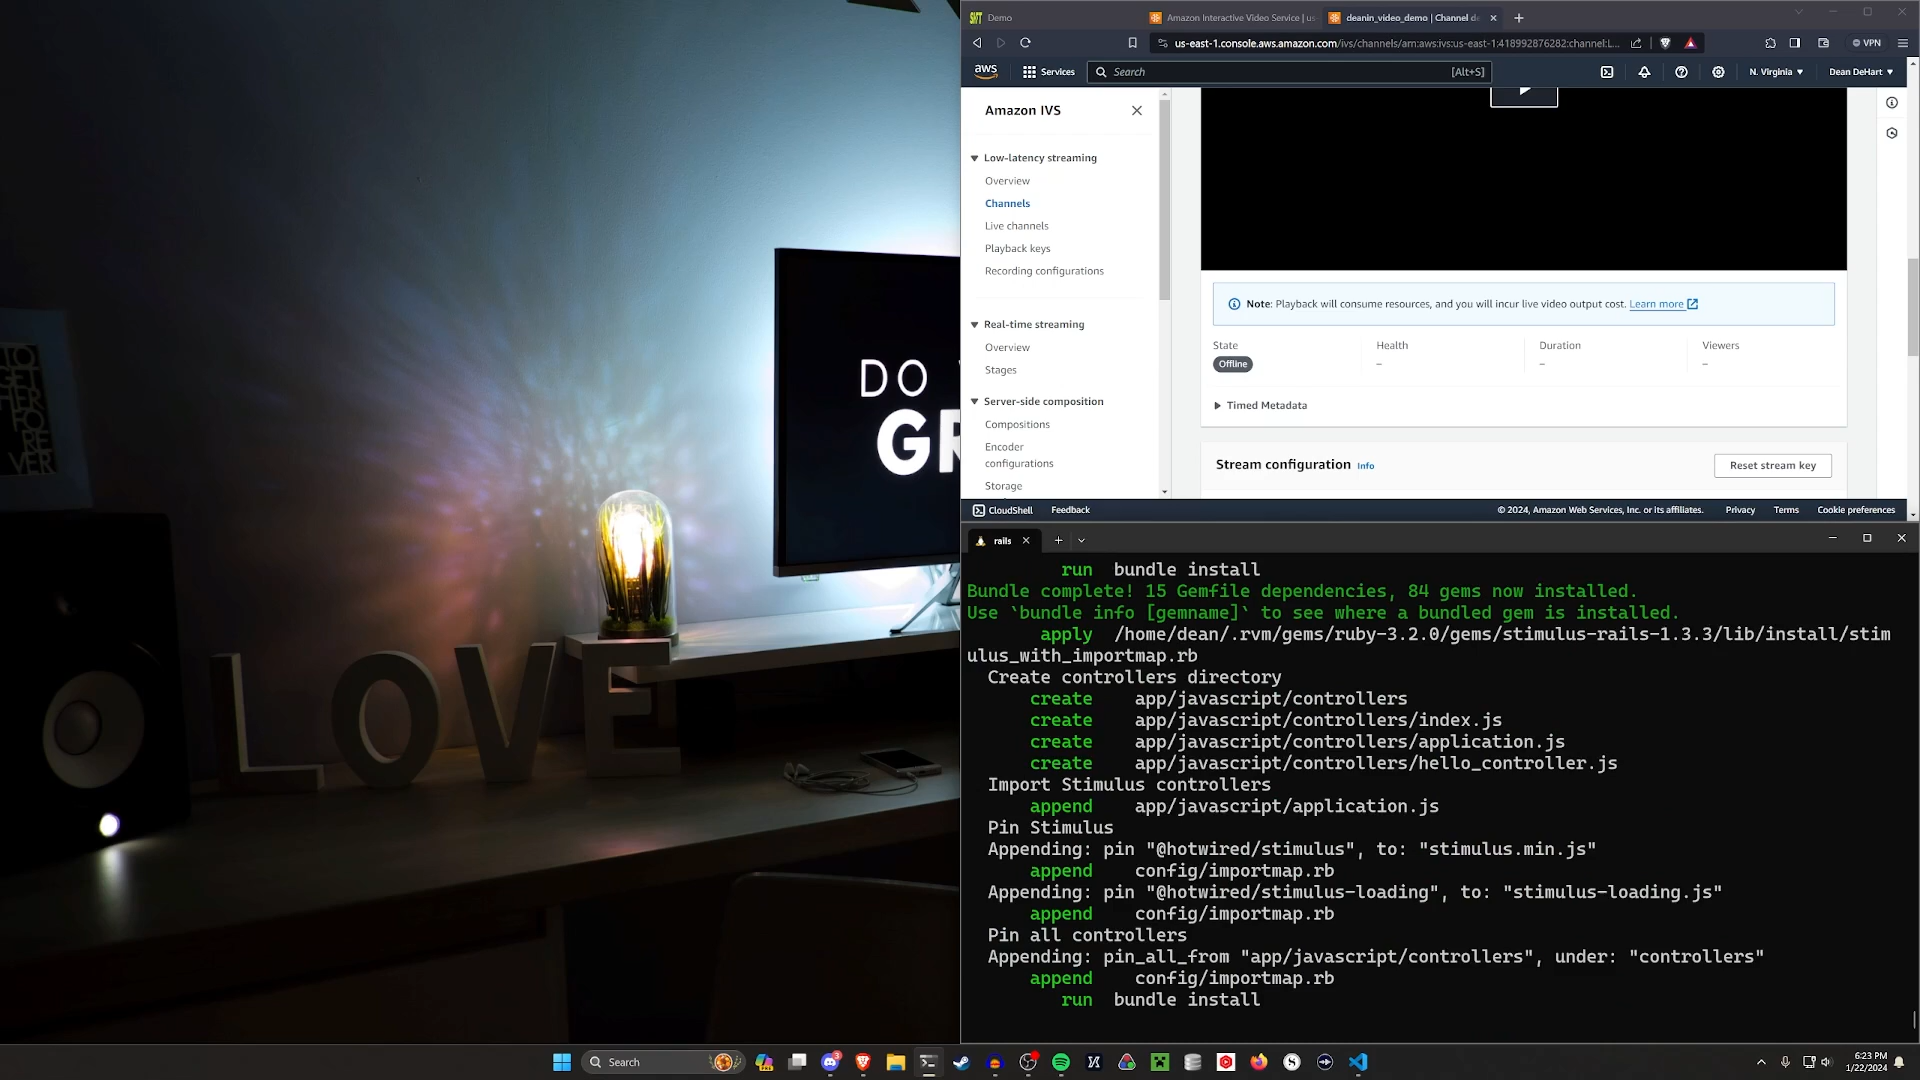 TO
GET
HER
FOR
E
VER
LOVE
DO
GR
Demo
Amazon Interactive Video Service | us-
deanin_video_demo | Channel de
us-east-1.console.aws.amazon.com/ivs/channels/arn:aws:ivs:us-east-1:418992876282:channel:L...
VPN
aws
Services
Search
[Alt+S]
N. Virginia
Dean DeHart
Amazon IVS
Low-latency streaming
Overview
Channels
Live channels
Playback keys
Recording configurations
Real-time streaming
Overview
Stages
Server-side composition
Compositions
Encoder
configurations
Storage
Note: Playback will consume resources, and you will incur live video output cost. Learn more
State Health Duration Viewers
Offline – – –
Timed Metadata
Stream configuration Info
Reset stream key
CloudShell Feedback
© 2024, Amazon Web Services, Inc. or its affiliates. Privacy Terms Cookie preferences
rails
run bundle install
Bundle complete! 15 Gemfile dependencies, 84 gems now installed.
Use `bundle info [gemname]` to see where a bundled gem is installed.
apply /home/dean/.rvm/gems/ruby-3.2.0/gems/stimulus-rails-1.3.3/lib/install/stim
ulus_with_importmap.rb
Create controllers directory
create app/javascript/controllers
create app/javascript/controllers/index.js
create app/javascript/controllers/application.js
create app/javascript/controllers/hello_controller.js
Import Stimulus controllers
append app/javascript/application.js
Pin Stimulus
Appending: pin "@hotwired/stimulus", to: "stimulus.min.js"
append config/importmap.rb
Appending: pin "@hotwired/stimulus-loading", to: "stimulus-loading.js"
append config/importmap.rb
Pin all controllers
Appending: pin_all_from "app/javascript/controllers", under: "controllers"
append config/importmap.rb
run bundle install
Search
3
6:23 PM
1/22/2024